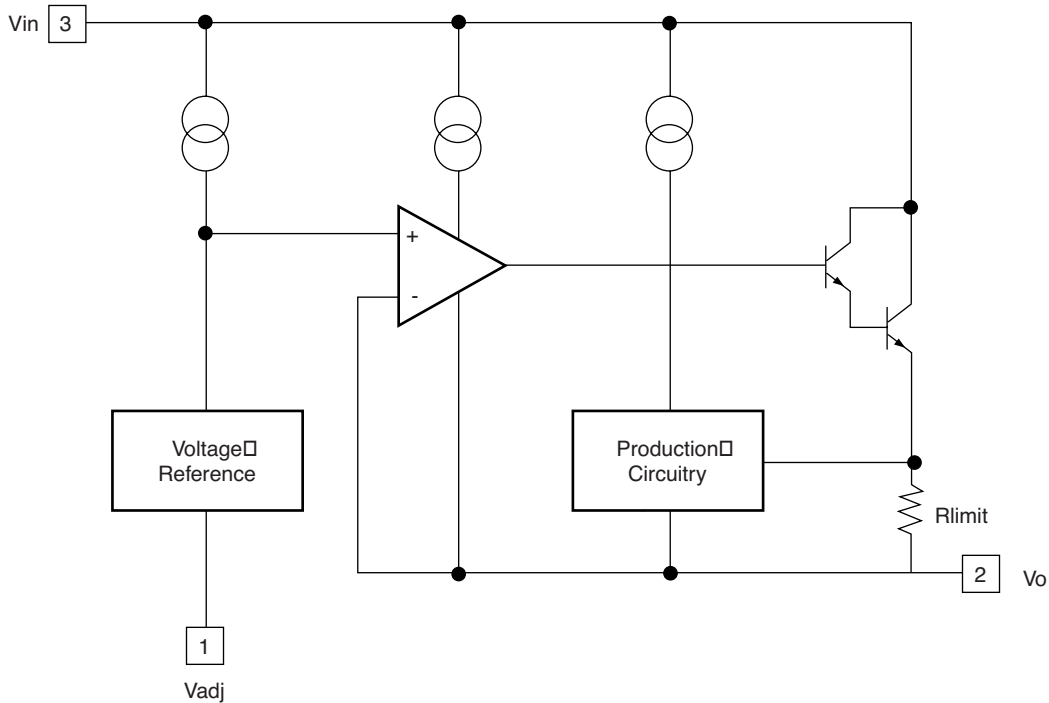 Vin 3
+
-
Voltage□
Reference
Production□
Circuitry
Rlimit
2 Vo
1
Vadj